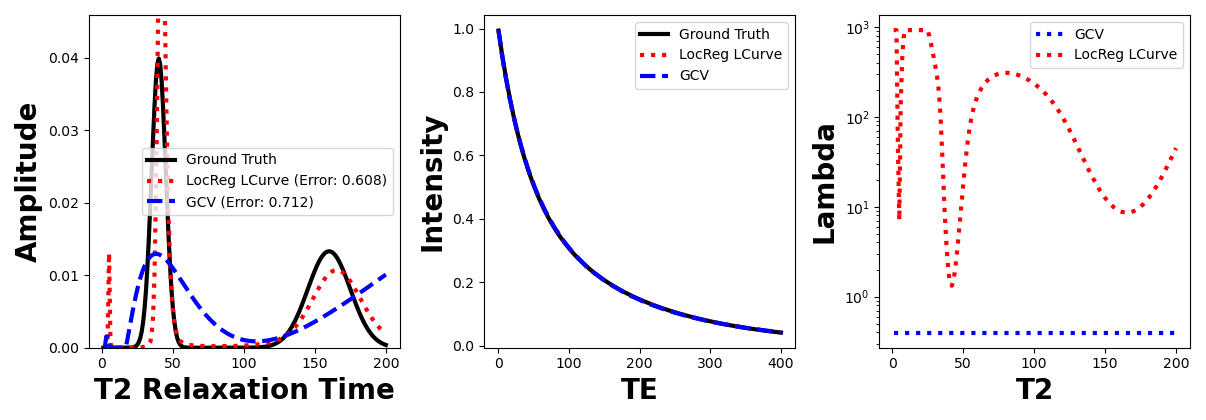 Amplitude
0.04
0.03
0.02
0.01
0.00
0
50
100
150
200
T2 Relaxation Time
Ground Truth
LocReg LCurve (Error: 0.608)
GCV (Error: 0.712)
Intensity
1.0
0.8
0.6
0.4
0.2
0.0
0
100
200
300
400
TE
Ground Truth
LocReg LCurve
GCV
Lambda
10³
10²
10¹
10⁰
0
50
100
150
200
T2
GCV
LocReg LCurve